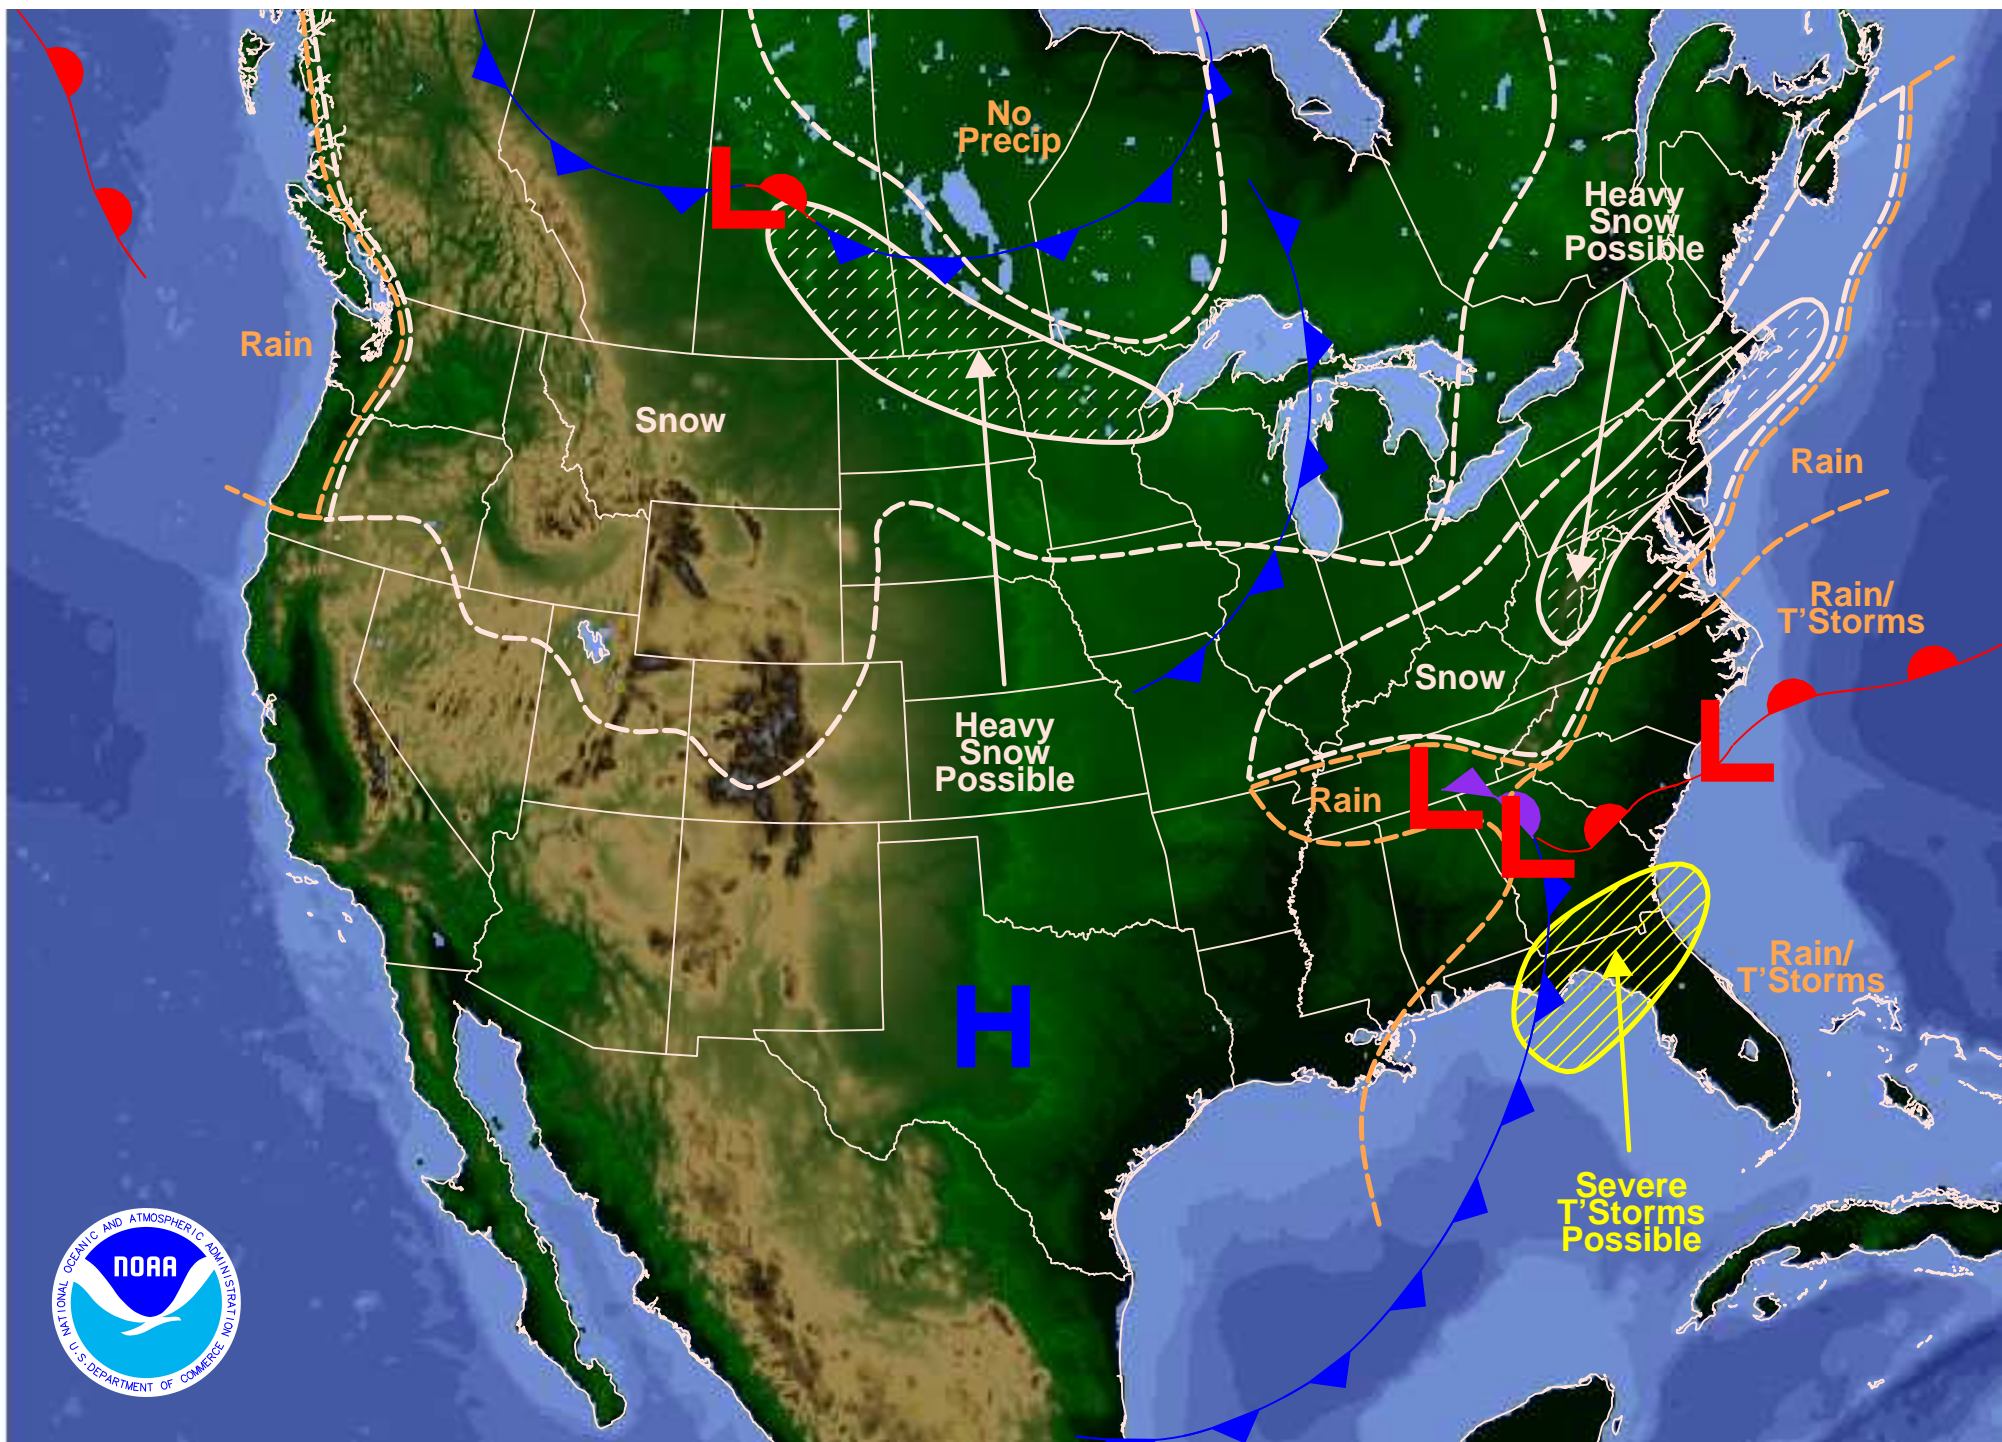 No
Precip
Heavy
Snow
Possible
Rain
Snow
Rain
Rain/
T'Storms
Snow
Heavy
Snow
Possible
Rain
Rain/
T'Storms
Severe
T'Storms
Possible
L
L
L
L
H
NATIONAL OCEANIC AND ATMOSPHERIC ADMINISTRATION
NOAA
U.S. DEPARTMENT OF COMMERCE